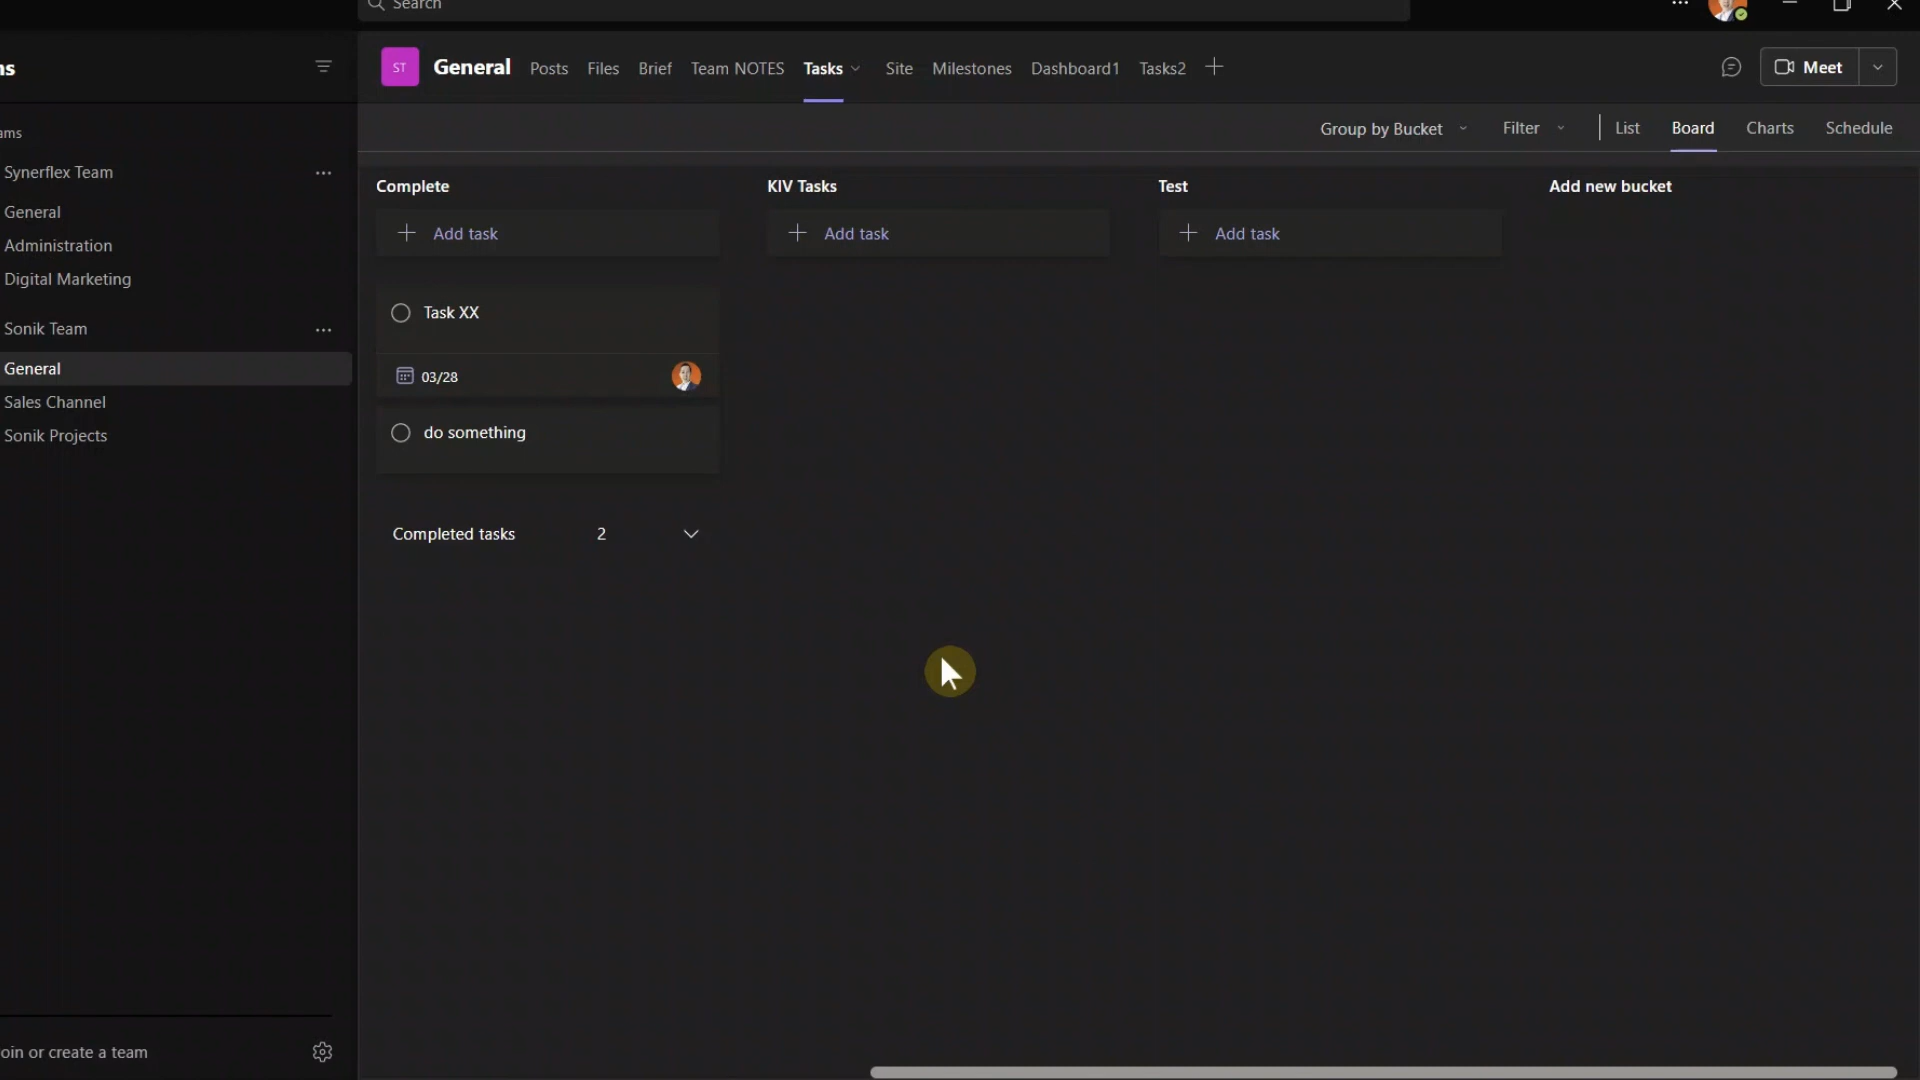 Search
ns
ST General Posts Files Brief Team NOTES Tasks Site Milestones Dashboard1 Tasks2
Meet
Group by Bucket Filter List Board Charts Schedule
ams
Synerflex Team
General
Administration
Digital Marketing
Sonik Team
General
Sales Channel
Sonik Projects
oin or create a team
Complete
Add task
Task XX
03/28
do something
Completed tasks 2
KIV Tasks
Add task
Test
Add task
Add new bucket